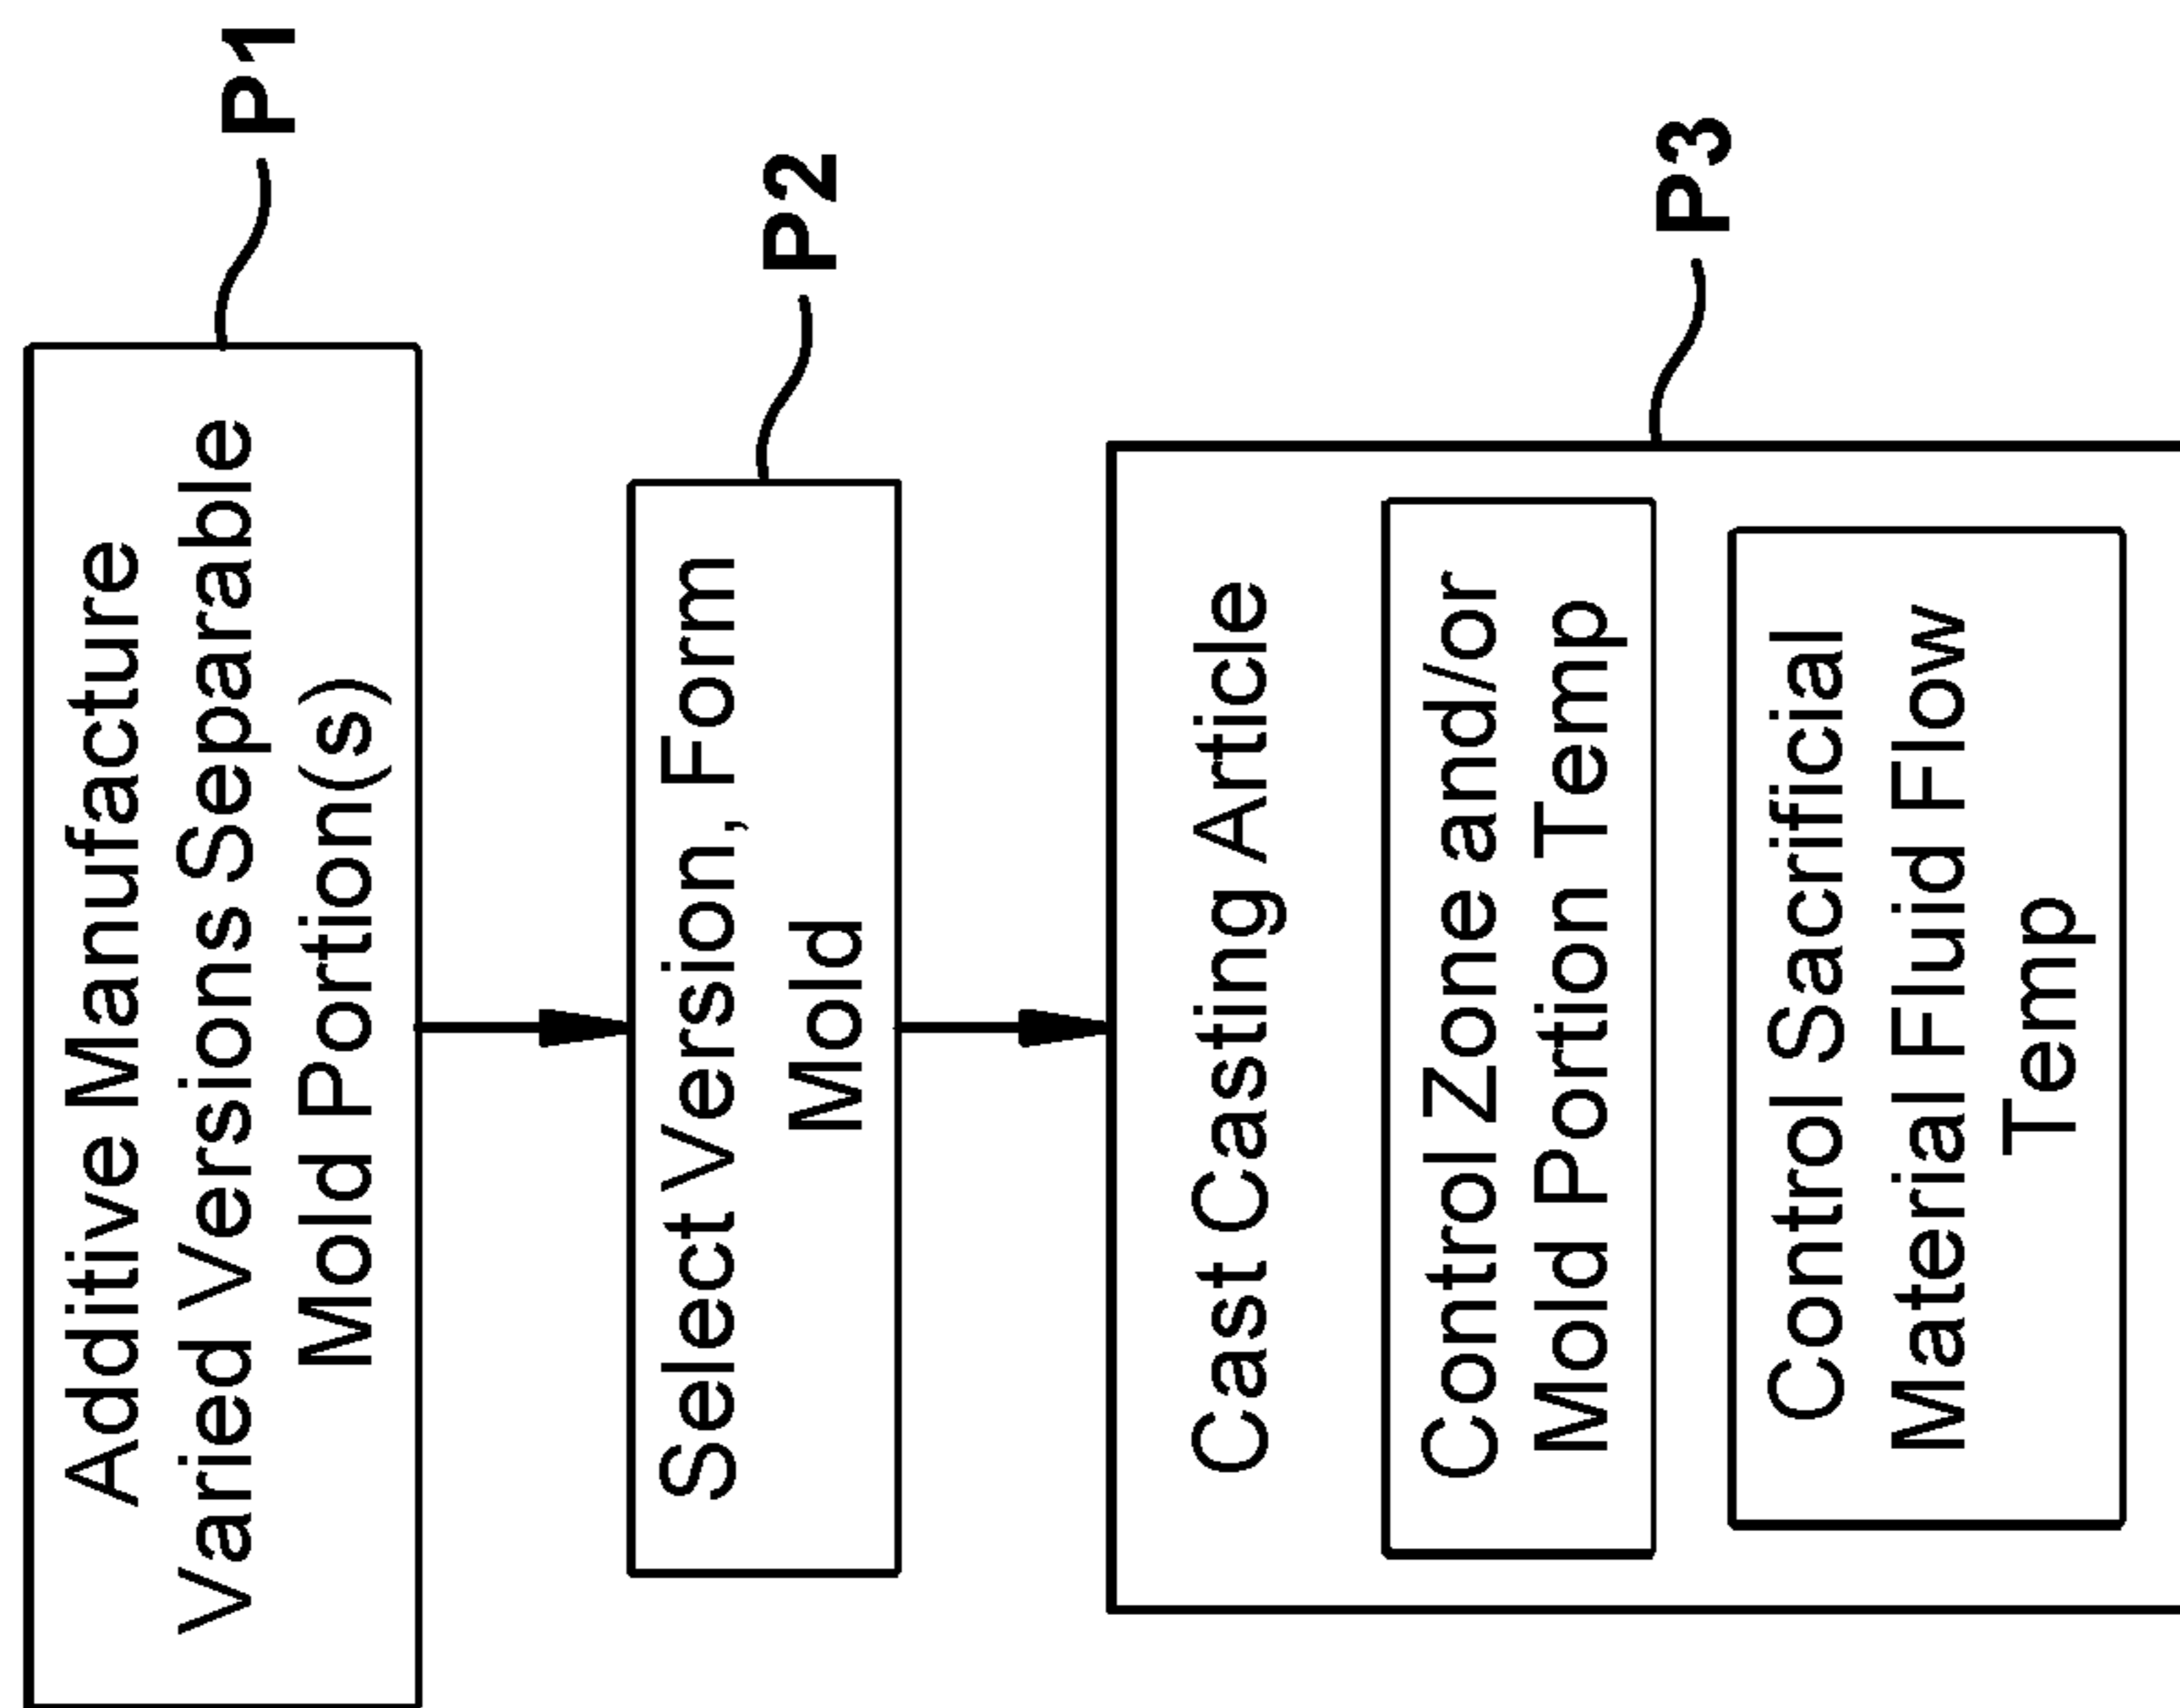 Additive Manufacture
Varied Versions Separable
Mold Portion(s)
P1
Select Version, Form
Mold
P2
Cast Casting Article
P3
Control Zone and/or
Mold Portion Temp
Control Sacrificial
Material Fluid Flow
Temp